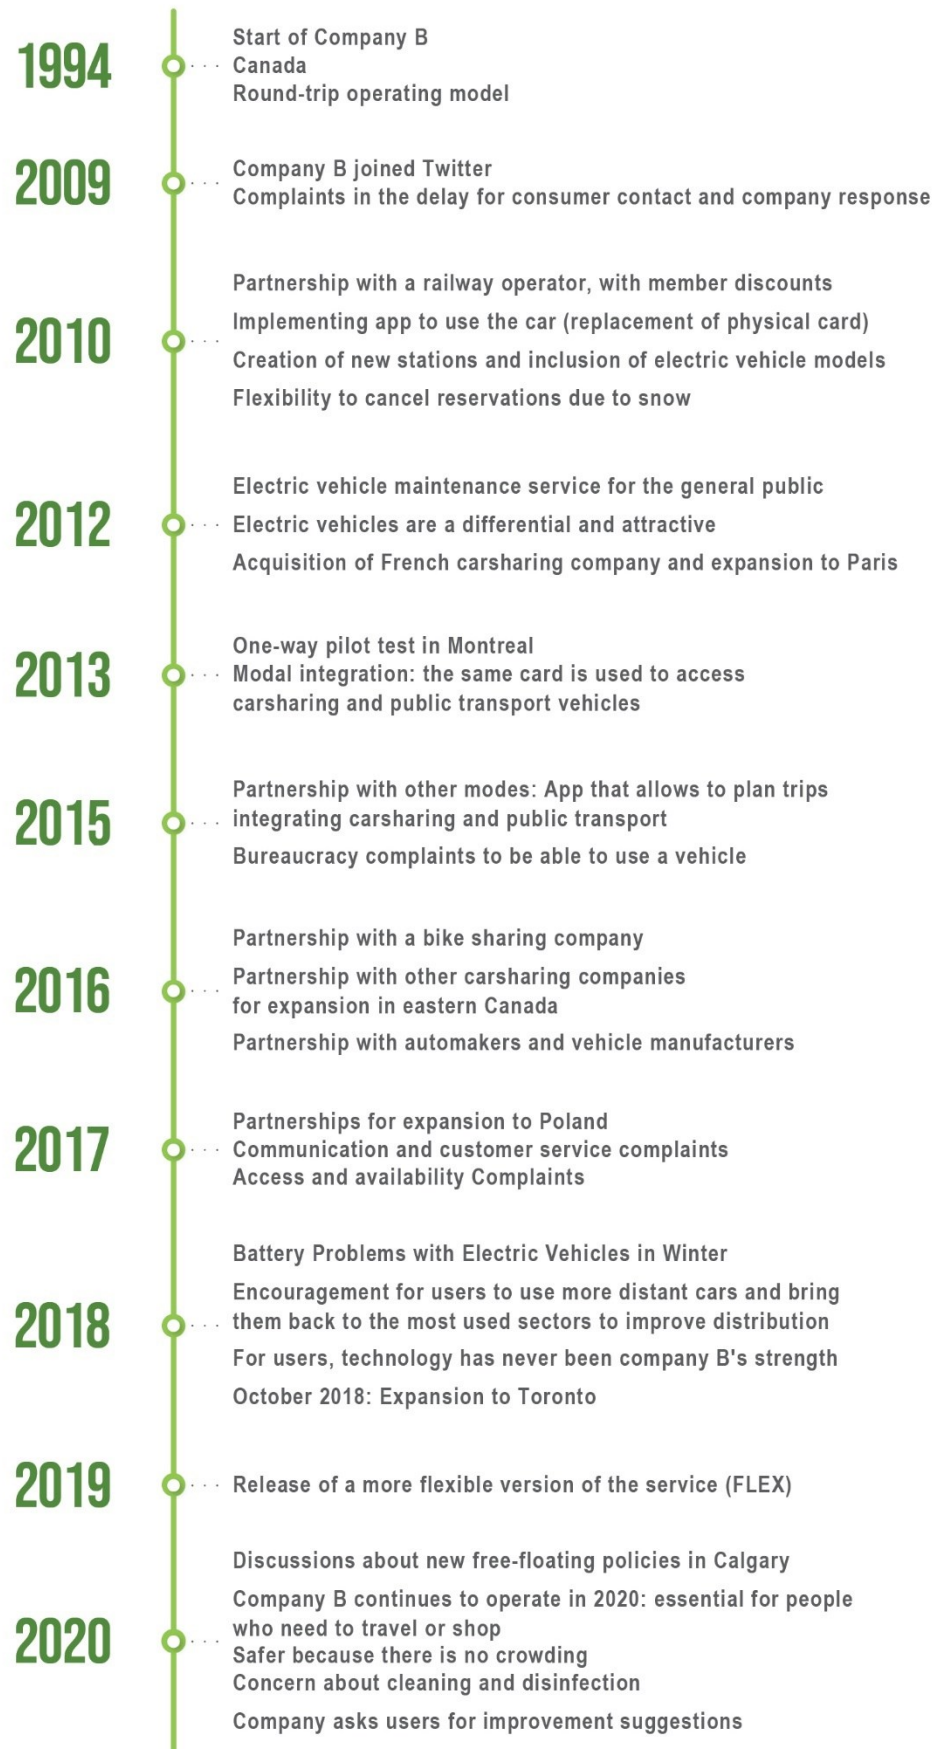 1994
Start of Company B
Canada
Round-trip operating model
2009
Company B joined Twitter
Complaints in the delay for consumer contact and company response
2010
Partnership with a railway operator, with member discounts
Implementing app to use the car (replacement of physical card)
Creation of new stations and inclusion of electric vehicle models
Flexibility to cancel reservations due to snow
2012
Electric vehicle maintenance service for the general public
Electric vehicles are a differential and attractive
Acquisition of French carsharing company and expansion to Paris
2013
One-way pilot test in Montreal
Modal integration: the same card is used to access
carsharing and public transport vehicles
2015
Partnership with other modes: App that allows to plan trips
integrating carsharing and public transport
Bureaucracy complaints to be able to use a vehicle
2016
Partnership with a bike sharing company
Partnership with other carsharing companies
for expansion in eastern Canada
Partnership with automakers and vehicle manufacturers
2017
Partnerships for expansion to Poland
Communication and customer service complaints
Access and availability Complaints
2018
Battery Problems with Electric Vehicles in Winter
Encouragement for users to use more distant cars and bring
them back to the most used sectors to improve distribution
For users, technology has never been company B's strength
October 2018: Expansion to Toronto
2019
Release of a more flexible version of the service (FLEX)
2020
Discussions about new free-floating policies in Calgary
Company B continues to operate in 2020: essential for people
who need to travel or shop
Safer because there is no crowding
Concern about cleaning and disinfection
Company asks users for improvement suggestions